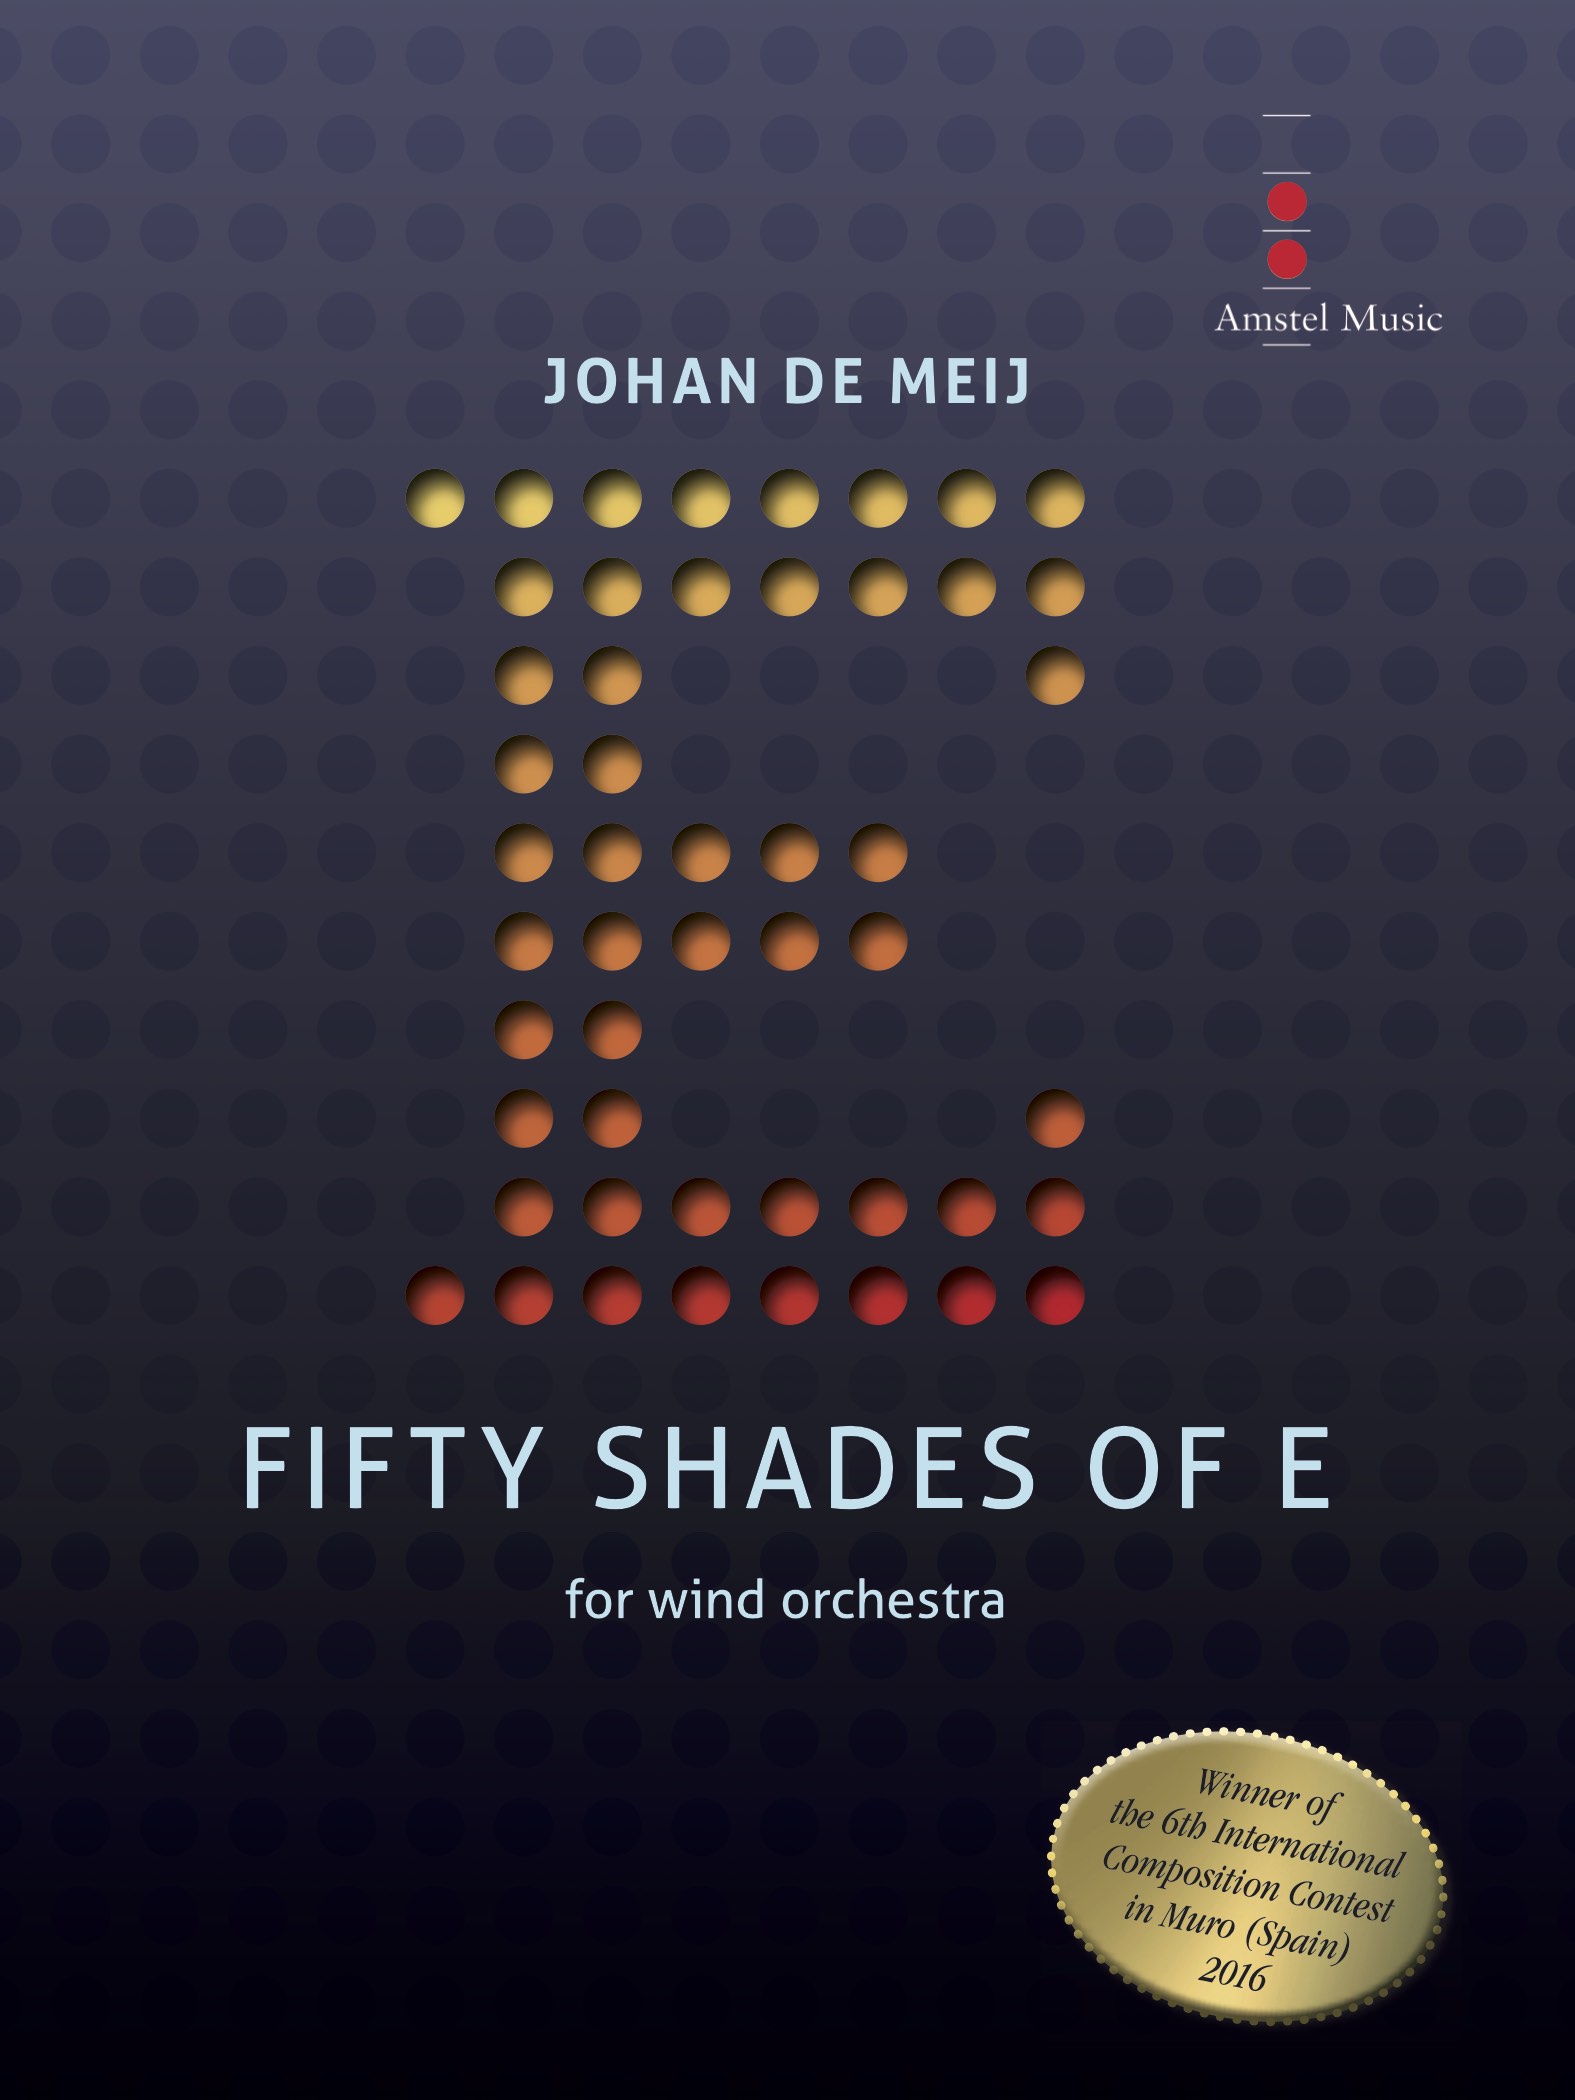 Amstel Music
JOHAN DE MEIJ
FIFTY SHADES OF E
for wind orchestra
Winner of
the 6th International
Composition Contest
in Muro (Spain)
2016